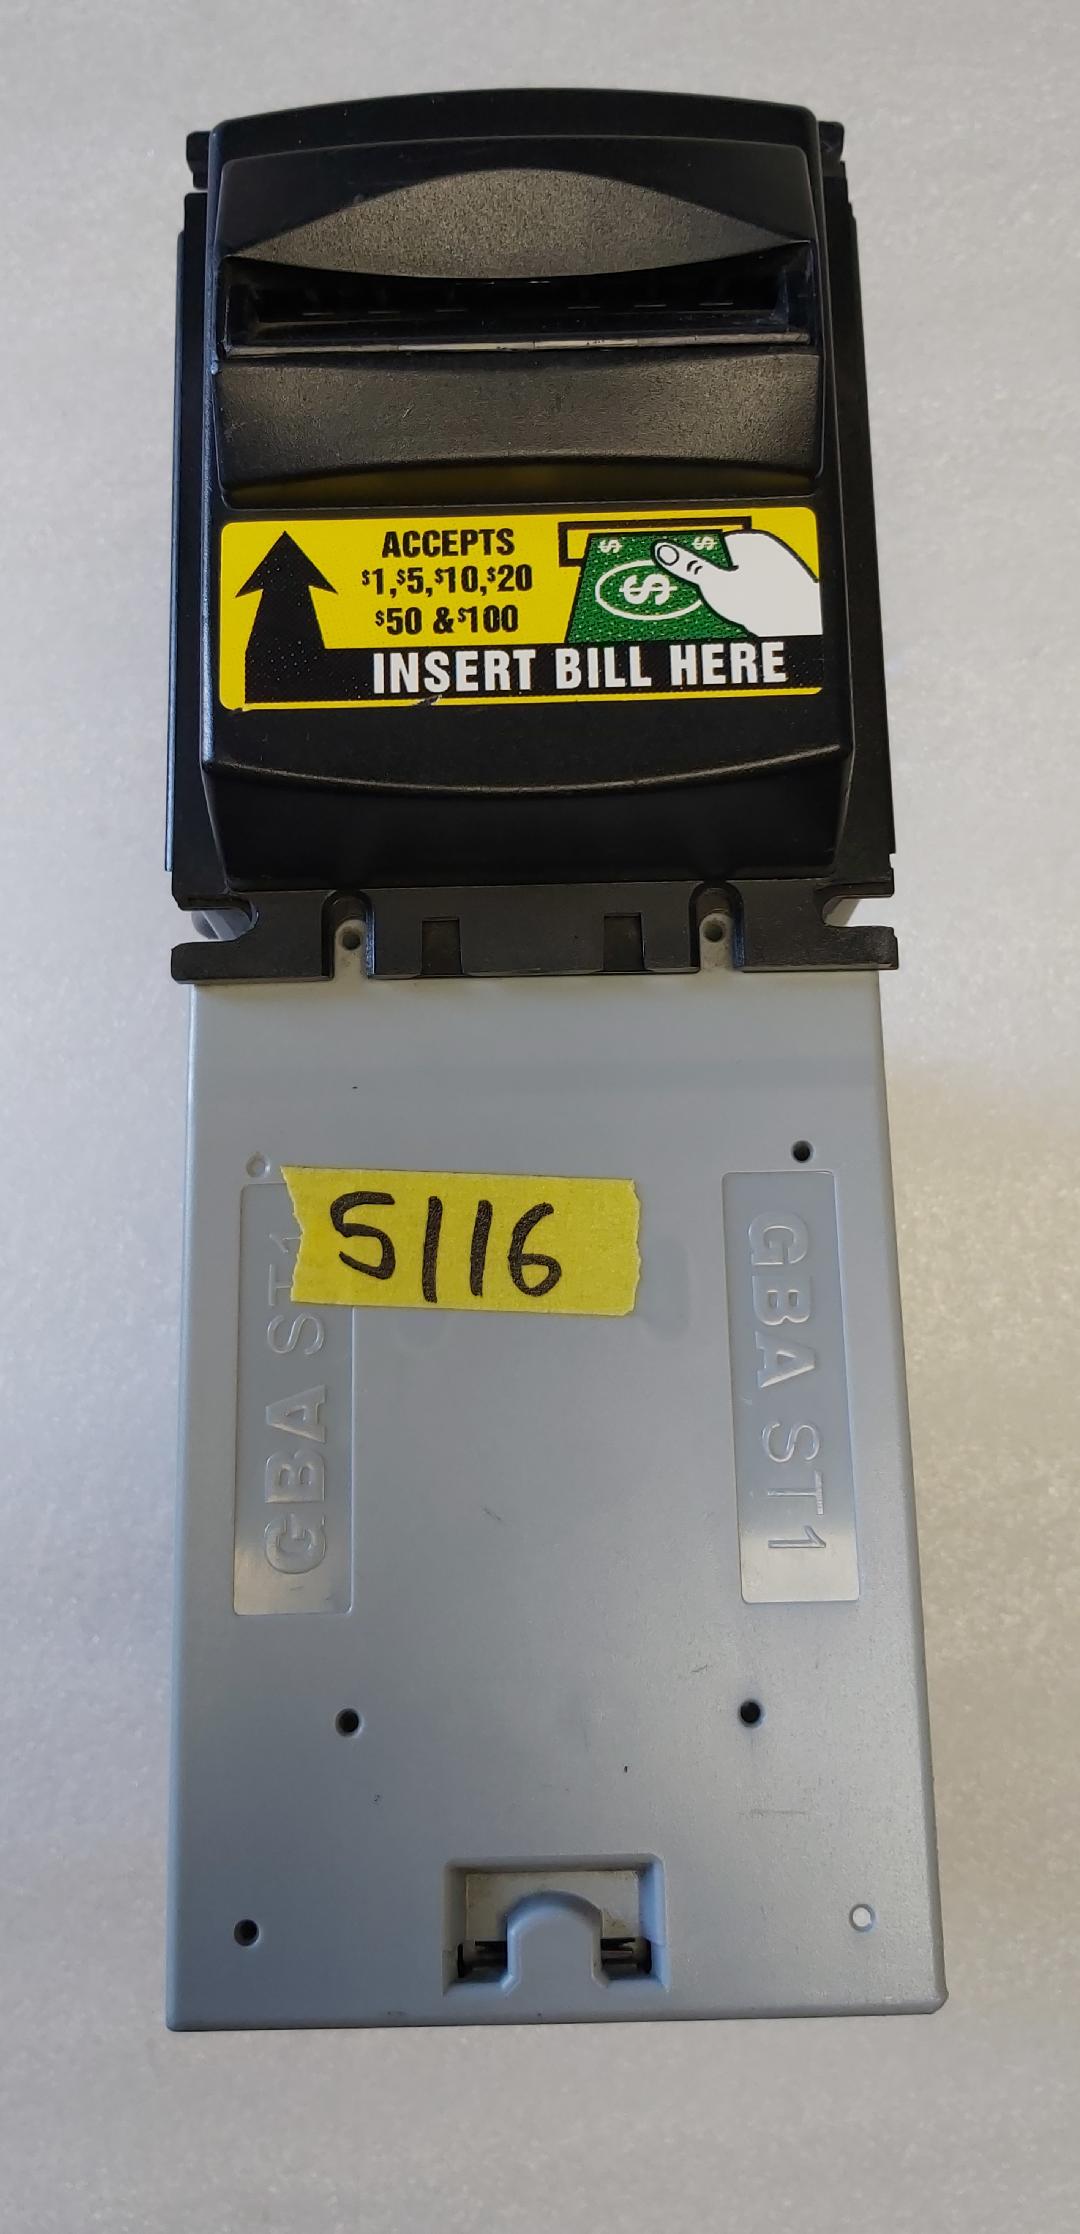 ACCEPTS
$1,$5,$10,$20
$50 & $100
$ $
$
INSERT BILL HERE
5116
GBA ST1
GBA ST1